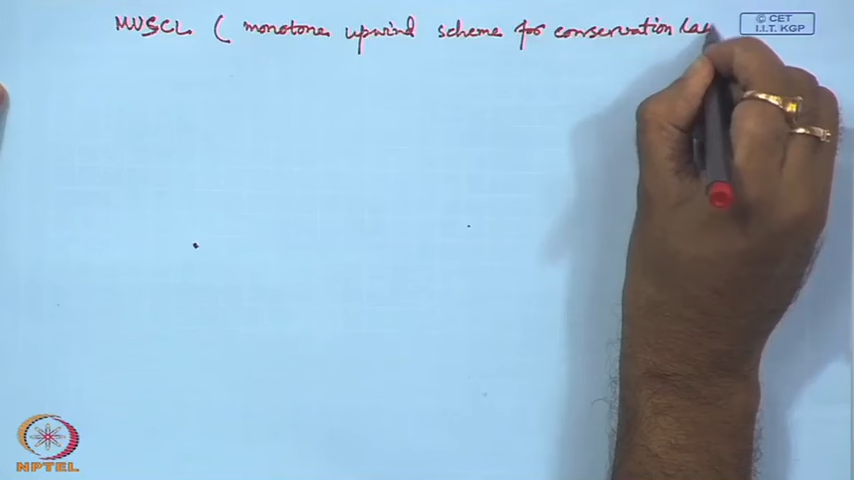 MUSCL ( monotone upwind scheme for conservation
© CET
I.I.T. KGP
NPTEL